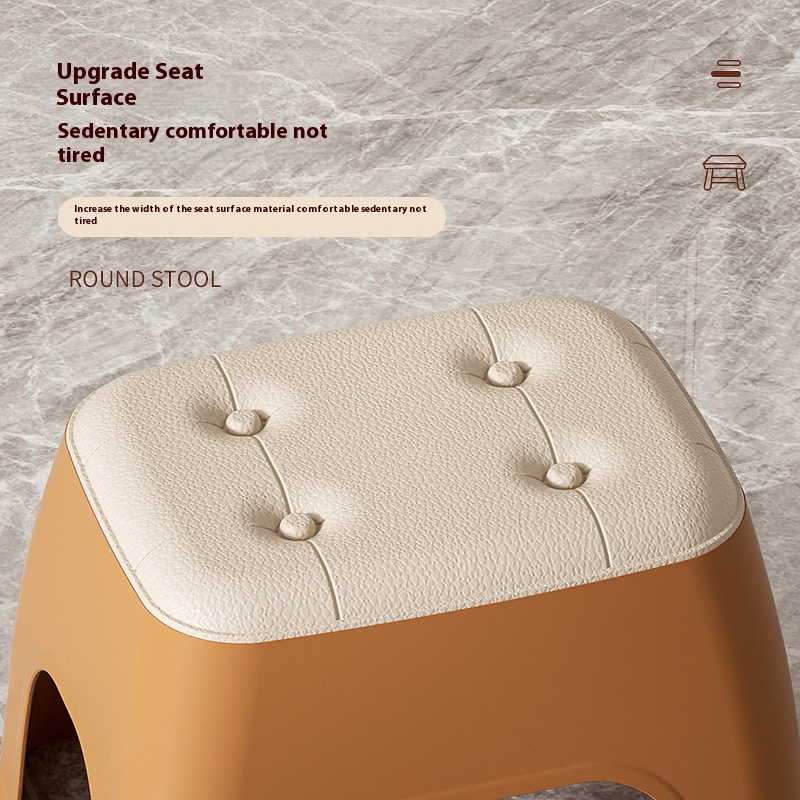 Upgrade Seat
Surface
Sedentary comfortable not
tired
Increase the width of the seat surface material comfortable sedentary not
tired
ROUND STOOL